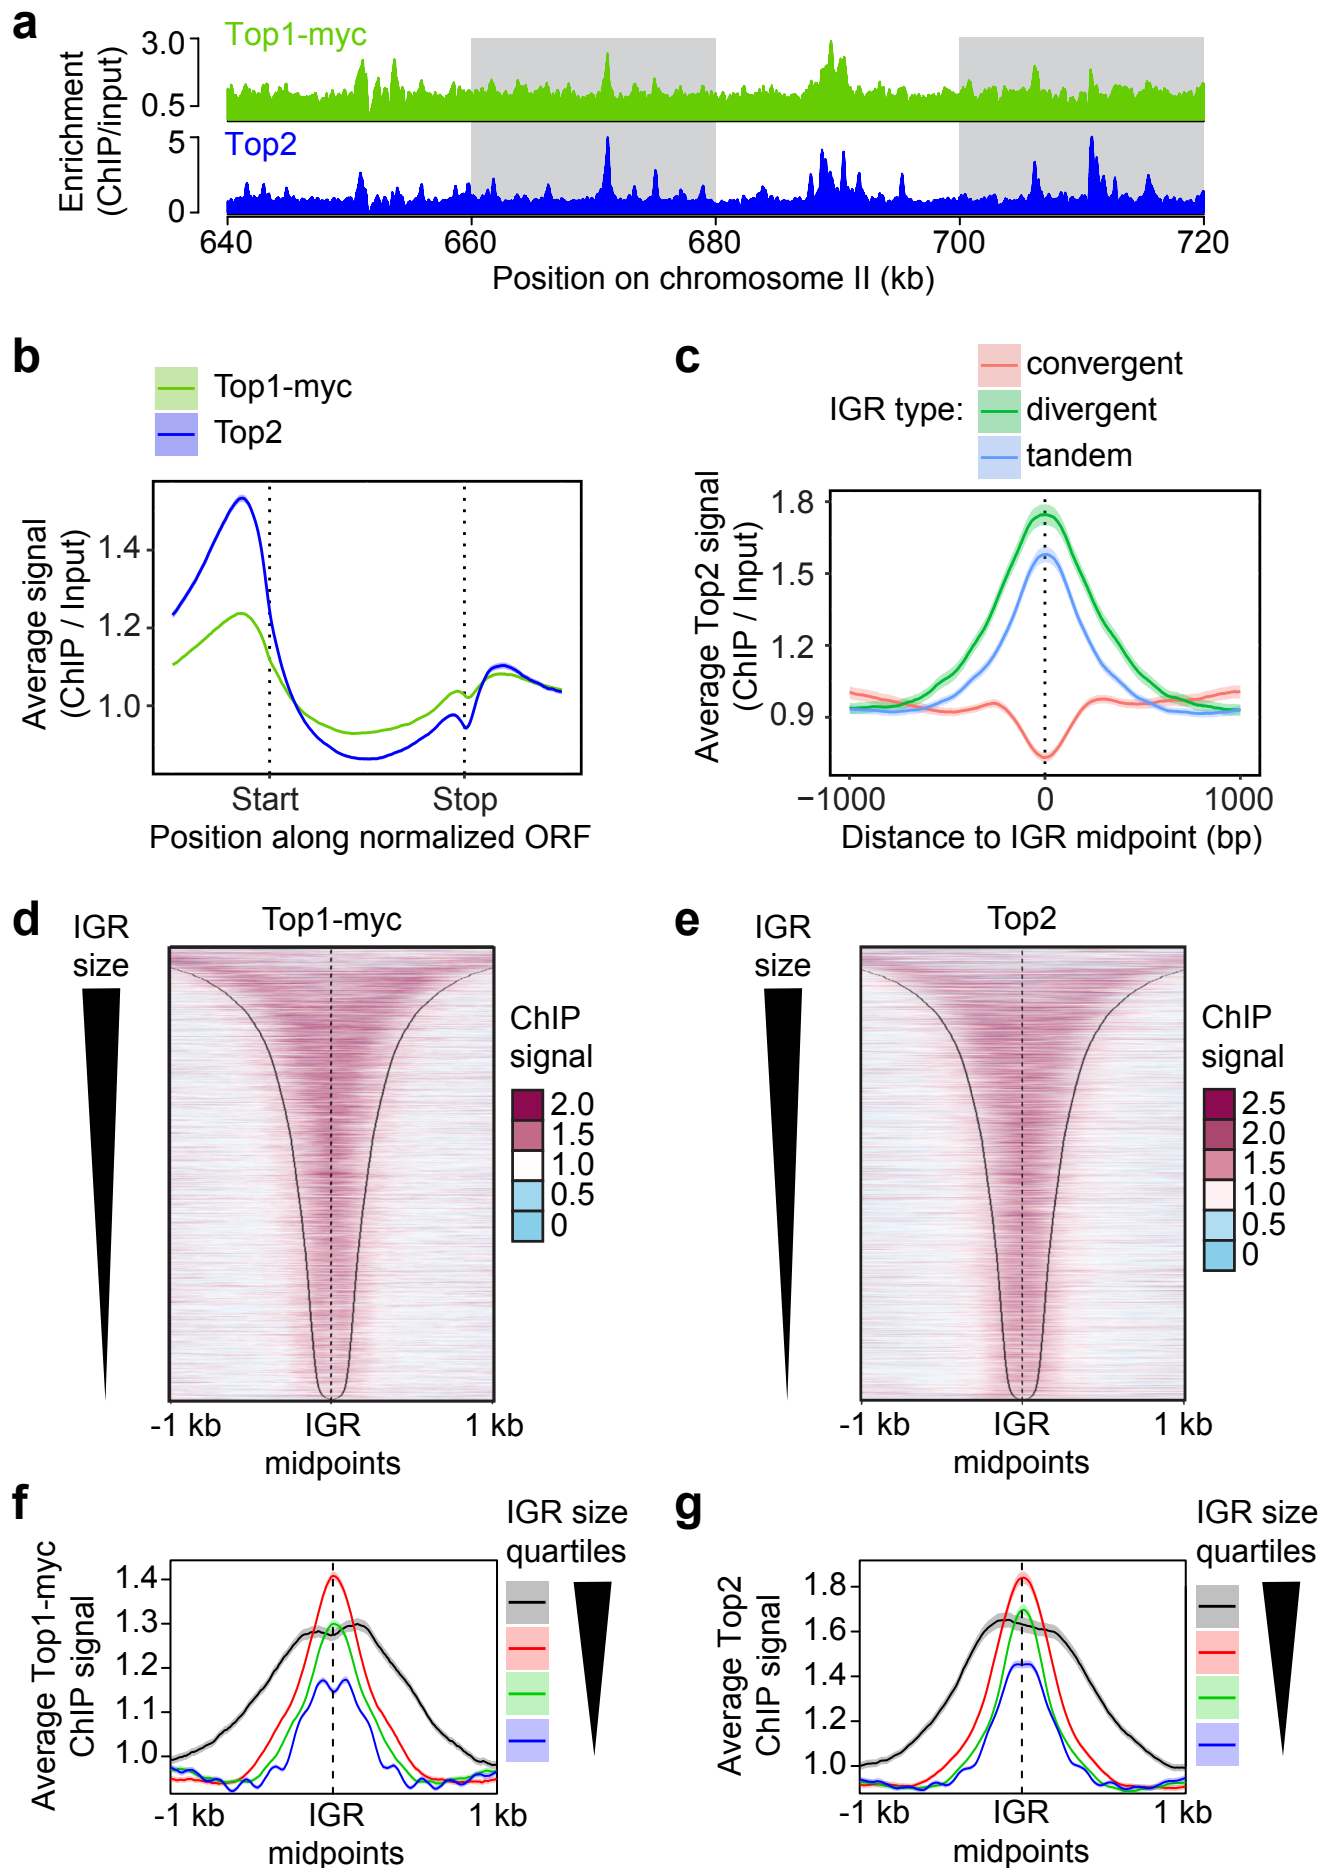 a
Top1-myc
3.0
0.5
Top2
5
0
Enrichment
(ChIP/input)
640 660 680 700 720
Position on chromosome II (kb)
b
Top1-myc
Top2
Average signal
(ChIP / Input)
1.4
1.2
1.0
Start Stop
Position along normalized ORF
c
IGR type:
convergent
divergent
tandem
Average Top2 signal
(ChIP / Input)
1.8
1.5
1.2
0.9
−1000 0 1000
Distance to IGR midpoint (bp)
d
IGR
size
Top1-myc
ChIP
signal
2.0
1.5
1.0
0.5
0
-1 kb IGR 1 kb
midpoints
e
IGR
size
Top2
ChIP
signal
2.5
2.0
1.5
1.0
0.5
0
-1 kb IGR 1 kb
midpoints
f
IGR size
quartiles
Average Top1-myc
ChIP signal
1.4
1.3
1.2
1.1
1.0
-1 kb IGR 1 kb
midpoints
g
IGR size
quartiles
Average Top2
ChIP signal
1.8
1.6
1.4
1.2
1.0
-1 kb IGR 1 kb
midpoints